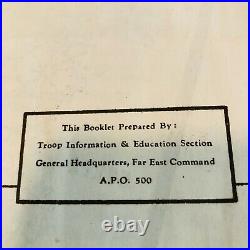 This Booklet Prepared By:
Troop Information & Education Section
General Headquarters, Far East Command
A.P.O. 500